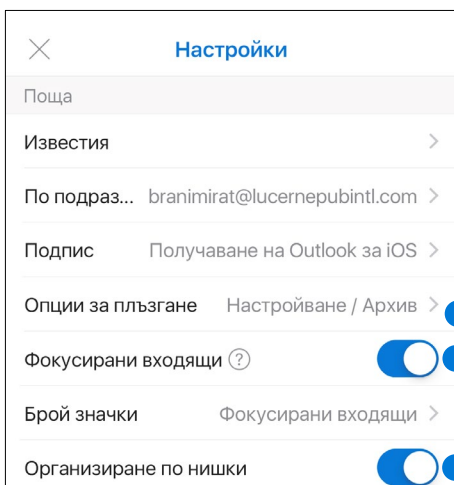 Настройки
Поща
Известия
По подраз... branimirat@lucernepubintl.com
Подпис Получаване на Outlook за iOS
Опции за плъзгане Настройване / Архив
Фокусирани входящи ?
Брой значки Фокусирани входящи
Организиране по нишки